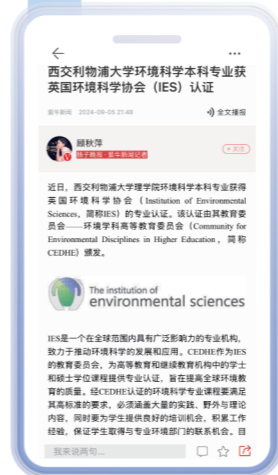 西交利物浦大学环境科学本科专业获
英国环境科学协会（IES）认证
紫牛新闻 2024-09-05 21:48
全文播报
顾秋萍
扬子晚报·紫牛新闻记者
+关注
近日，西交利物浦大学理学院环境科学本科专业获得
英国环境科学协会（Institution of Environmental
Sciences，简称IES）的专业认证。该认证由其教育委
员会——环境学科高等教育委员会（Community for
Environmental Disciplines in Higher Education，简称
CEDHE）颁发。
The institution of
environmental sciences
IES是一个在全球范围内具有广泛影响力的专业机构，
致力于推动环境科学的发展和应用。CEDHE作为IES
的教育委员会，为高等教育和继续教育机构中的学士
和硕士学位课程提供专业认证，旨在提高全球环境教
育的质量。经CEDHE认证的环境科学专业课程要满足
其高标准的要求，必须涵盖大量的实践、野外与理论
内容，同时要为学生提供良好的培训机会，积累工作
经验，保证学生取得与专业环境部门的联系机会。目
我来说两句...